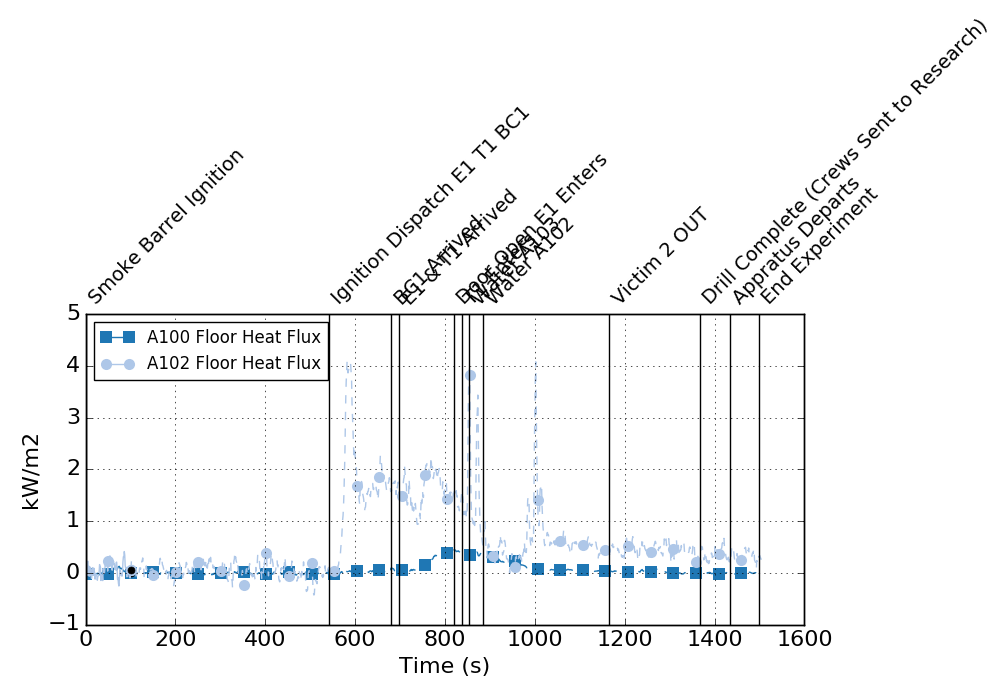 Smoke Barrel Ignition
Ignition Dispatch E1 T1 BC1
BC1 Arrived
E1 & T1 Arrived
Door Open E1 Enters
Water A103
Water A102
Victim 2 OUT
Drill Complete (Crews Sent to Research)
Appratus Departs
End Experiment
A100 Floor Heat Flux
A102 Floor Heat Flux
kW/m2
5
4
3
2
1
0
−1
0 200 400 600 800 1000 1200 1400 1600
Time (s)